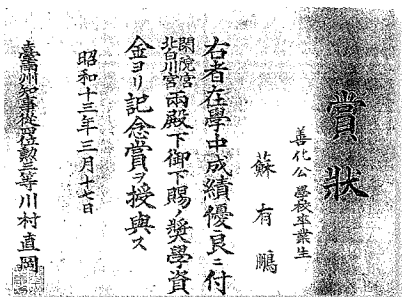 賞狀
善化公學校卒業生
蘇有鵬
右者在學中成績優良ニ付
閑院宮北白川宮兩殿下御下賜ノ奬學資
金ヨリ記念賞ヲ授與ス
昭和十三年三月十七日
臺南州知事從四位勲三等川村直岡